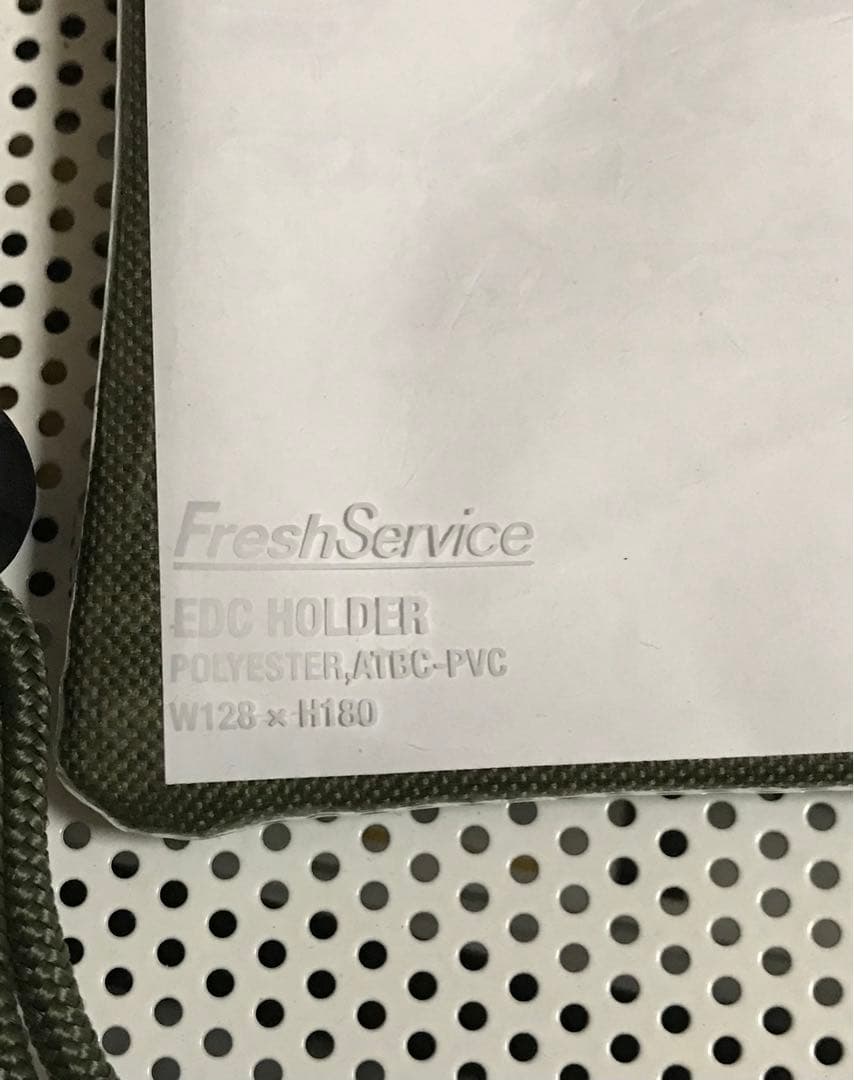 FreshService
EDC HOLDER
POLYESTER,ATBC-PVC
W128 × H180